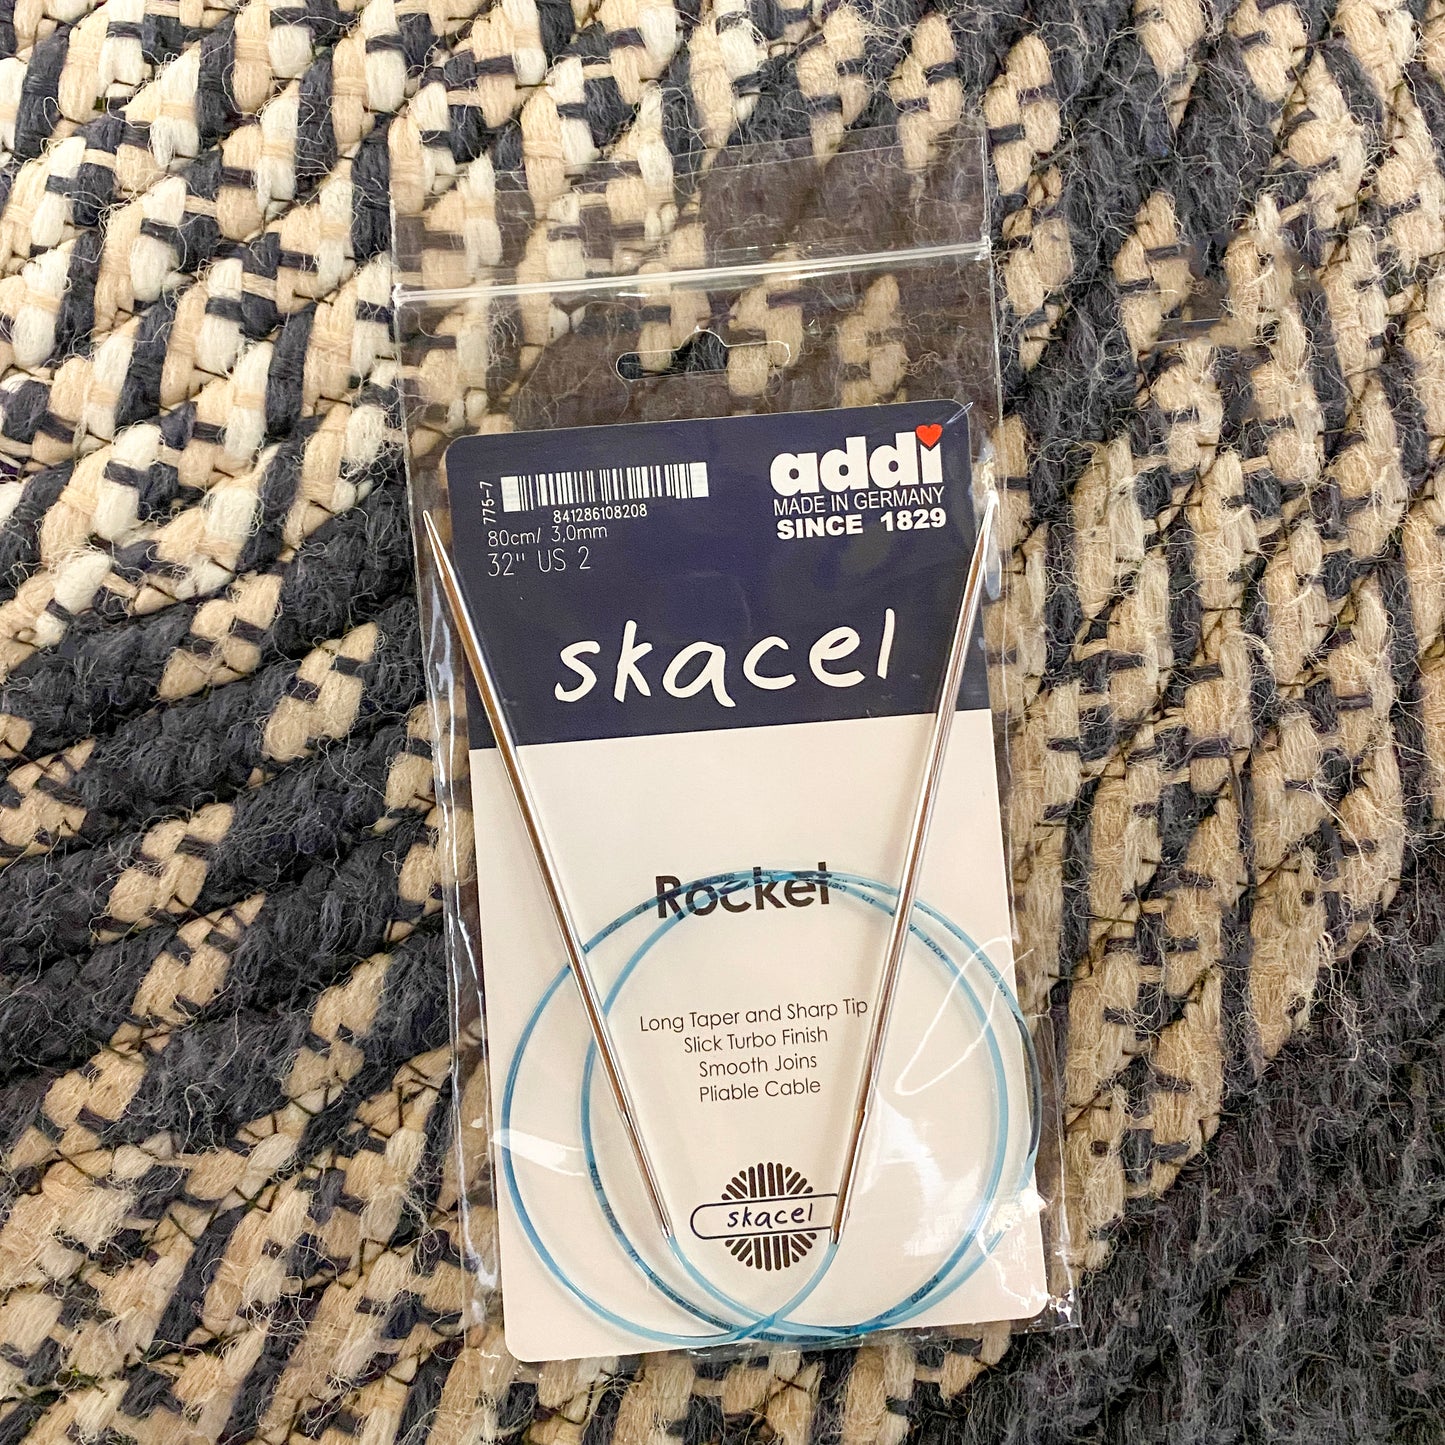 775-7
841286108208
80cm/ 3,0mm
32" US 2
addi
MADE IN GERMANY
SINCE 1829
skacel
Rocket
Long Taper and Sharp Tip
Slick Turbo Finish
Smooth Joins
Pliable Cable
skacel